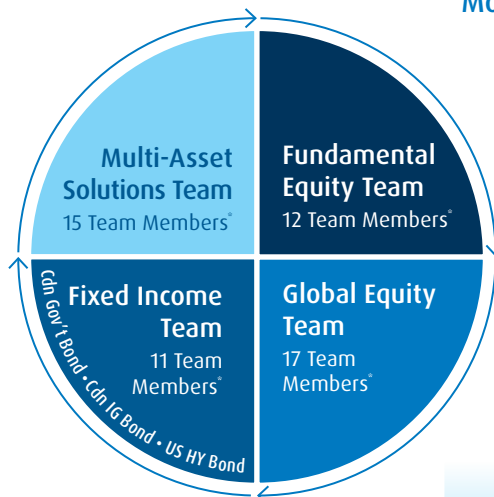 Mo
Multi-Asset
Solutions Team
15 Team Members*
Fundamental
Equity Team
12 Team Members*
Fixed Income
Team
11 Team
Members*
Cdn Gov't Bond • Cdn IG Bond • US HY Bond
Global Equity
Team
17 Team
Members*